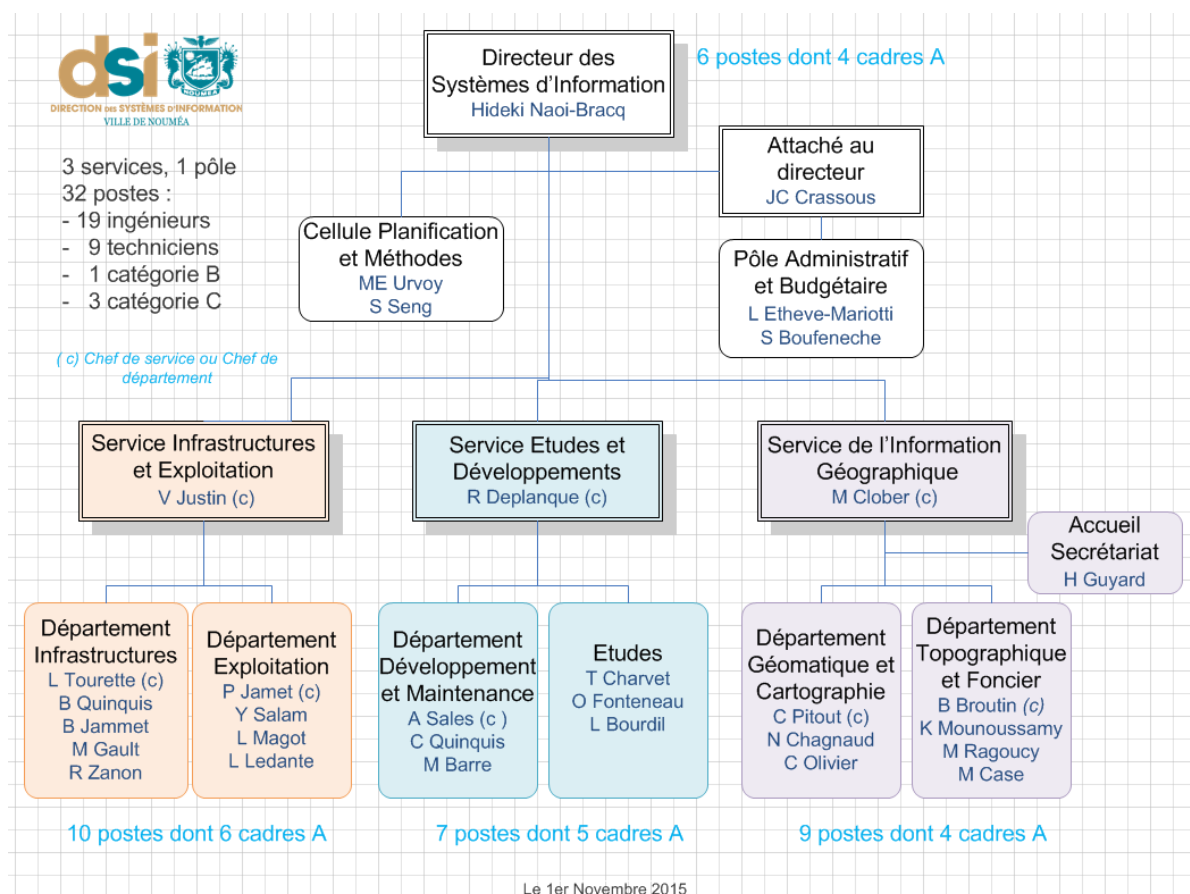 dsi
NOUMÉA
DIRECTION DES SYSTÈMES D'INFORMATION
VILLE DE NOUMÉA
3 services, 1 pôle
32 postes :
- 19 ingénieurs
- 9 techniciens
- 1 catégorie B
- 3 catégorie C
( c) Chef de service ou Chef de
département
Directeur des
Systèmes d'Information
Hideki Naoi-Bracq
6 postes dont 4 cadres A
Attaché au
directeur
JC Crassous
Cellule Planification
et Méthodes
ME Urvoy
S Seng
Pôle Administratif
et Budgétaire
L Etheve-Mariotti
S Boufeneche
Service Infrastructures
et Exploitation
V Justin (c)
Service Etudes et
Développements
R Deplanque (c)
Service de l'Information
Géographique
M Clober (c)
Accueil
Secrétariat
H Guyard
Département
Infrastructures
L Tourette (c)
B Quinquis
B Jammet
M Gault
R Zanon
Département
Exploitation
P Jamet (c)
Y Salam
L Magot
L Ledante
Département
Développement
et Maintenance
A Sales (c )
C Quinquis
M Barre
Etudes
T Charvet
O Fonteneau
L Bourdil
Département
Géomatique et
Cartographie
C Pitout (c)
N Chagnaud
C Olivier
Département
Topographique
et Foncier
B Broutin (c)
K Mounoussamy
M Ragoucy
M Case
10 postes dont 6 cadres A
7 postes dont 5 cadres A
9 postes dont 4 cadres A
Le 1er Novembre 2015